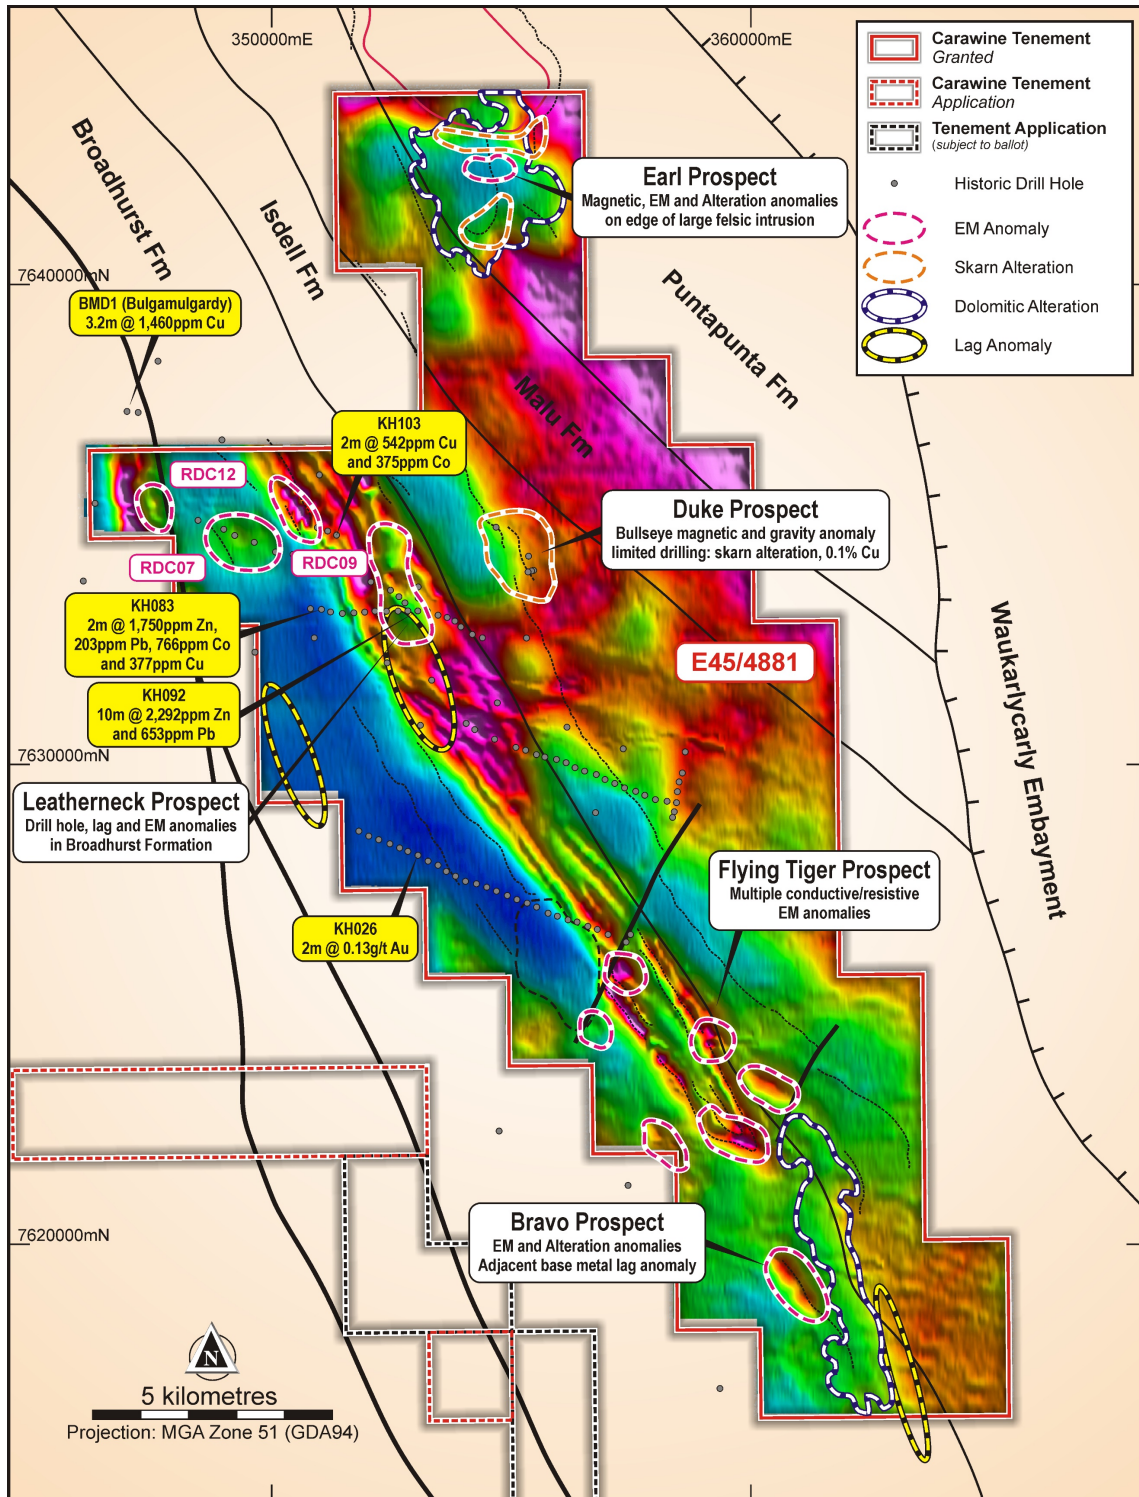 350000mE
360000mE
Carawine Tenement
Granted
Carawine Tenement
Application
Tenement Application
(subject to ballot)
Historic Drill Hole
EM Anomaly
Skarn Alteration
Dolomitic Alteration
Lag Anomaly
Broadhurst Fm
Isdell Fm
Earl Prospect
Magnetic, EM and Alteration anomalies
on edge of large felsic intrusion
7640000mN
BMD1 (Bulgamulgardy)
3.2m @ 1,460ppm Cu
Puntapunta Fm
Malu Fm
KH103
2m @ 542ppm Cu
and 375ppm Co
RDC12
Duke Prospect
Bullseye magnetic and gravity anomaly
limited drilling: skarn alteration, 0.1% Cu
RDC07
RDC09
KH083
2m @ 1,750ppm Zn,
203ppm Pb, 766ppm Co
and 377ppm Cu
E45/4881
Waukarlycarly Embayment
KH092
10m @ 2,292ppm Zn
and 653ppm Pb
7630000mN
Leatherneck Prospect
Drill hole, lag and EM anomalies
in Broadhurst Formation
Flying Tiger Prospect
Multiple conductive/resistive
EM anomalies
KH026
2m @ 0.13g/t Au
Bravo Prospect
EM and Alteration anomalies
Adjacent base metal lag anomaly
7620000mN
N
5 kilometres
Projection: MGA Zone 51 (GDA94)